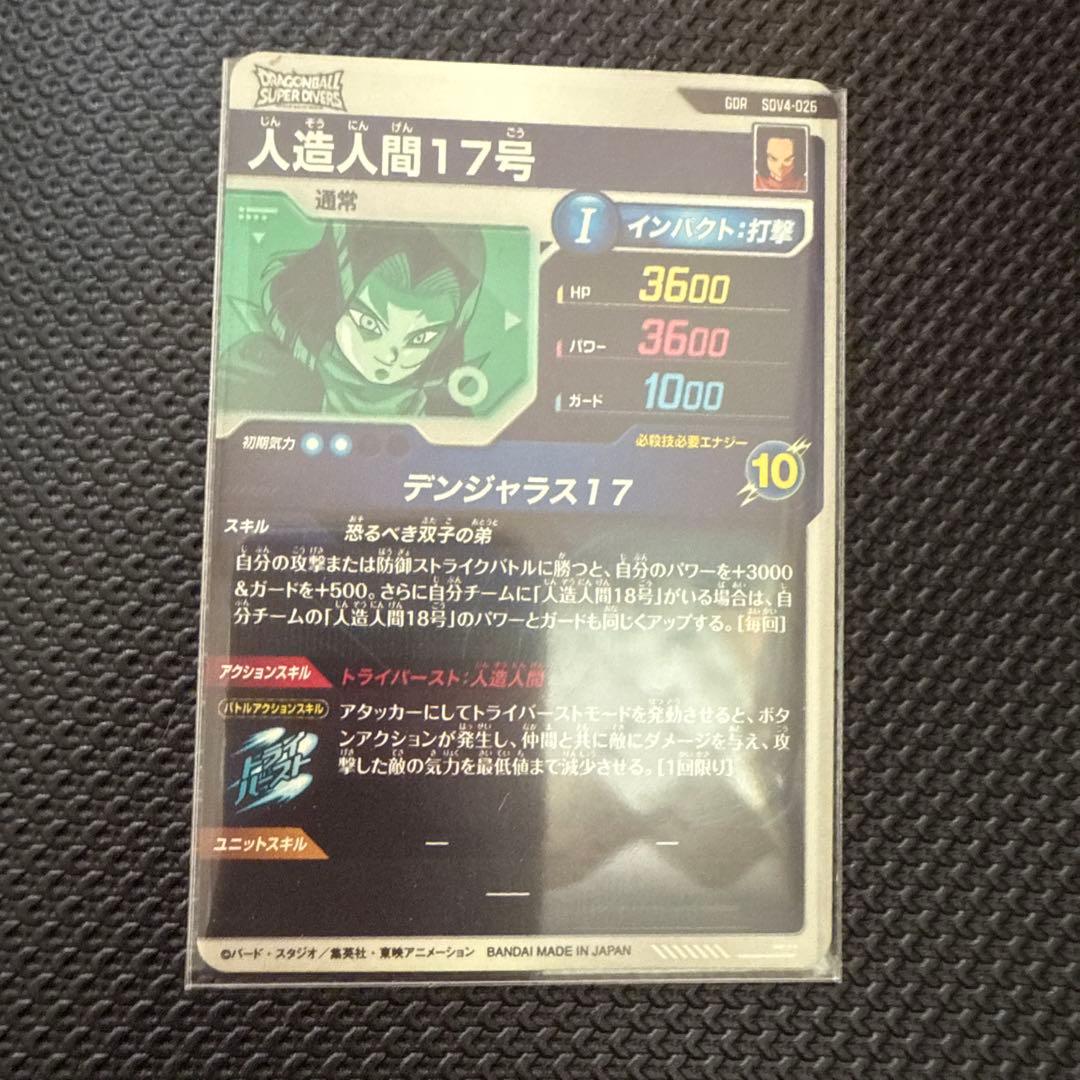 DRAGONBALL
SUPER DIVERS
GDR SDV4-026
じん ぞう にん げん ごう
人造人間17号
通常
I インパクト:打撃
HP 3600
パワー 3600
ガード 1000
初期気力
必殺技必要エナジー
10
デンジャラス17
スキル 恐るべき双子の弟
自分の攻撃または防御ストライクバトルに勝つと、自分のパワーを+3000
&ガードを+500。さらに自分チームに「人造人間18号」がいる場合は、自
分チームの「人造人間18号」のパワーとガードも同じくアップする。[毎回]
アクションスキル トライバースト:人造人間
バトルアクションスキル
トライ
バースト
アタッカーにしてトライバーストモードを発動させると、ボタ
ンアクションが発生し、仲間と共に敵にダメージを与え、攻
撃した敵の気力を最低値まで減少させる。[1回限り]
ユニットスキル — —
—
©バード・スタジオ/集英社・東映アニメーション BANDAI MADE IN JAPAN